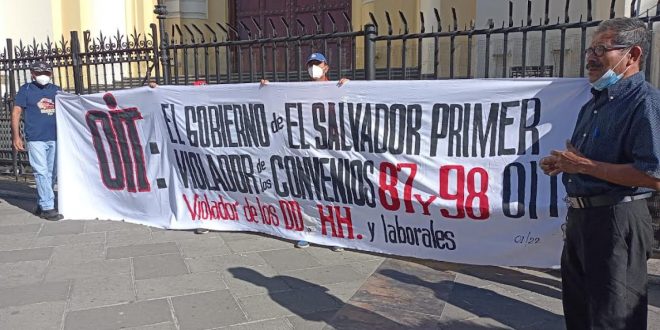 oit:
EL GOBIERNO de EL SALVADOR PRIMER
VIOLADOR de los CONVENIOS 87 Y 98 OIT
Violador de los DD. HH. y laborales